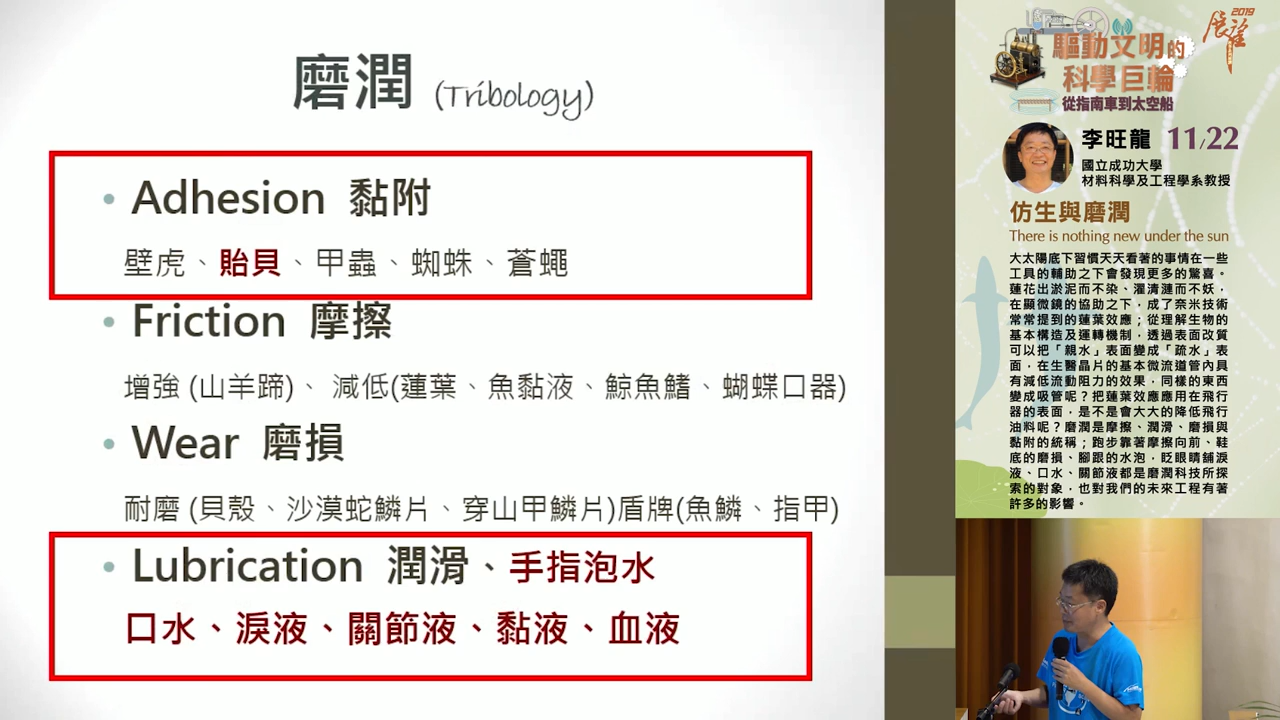 磨潤 (Tribology)
• Adhesion 黏附
壁虎、貽貝、甲蟲、蜘蛛、蒼蠅
• Friction 摩擦
增強 (山羊蹄)、 減低(蓮葉、魚黏液、鯨魚鰭、蝴蝶口器)
• Wear 磨損
耐磨 (貝殼、沙漠蛇鱗片、穿山甲鱗片)盾牌(魚鱗、指甲)
• Lubrication 潤滑、手指泡水
口水、淚液、關節液、黏液、血液
2019
展望
驅動文明的
科學巨輪
從指南車到太空船
李旺龍 11/22
國立成功大學
材料科學及工程學系教授
仿生與磨潤
There is nothing new under the sun
大太陽底下習慣天天看著的事情在一些
工具的輔助之下會發現更多的驚喜。
蓮花出淤泥而不染、濯清漣而不妖，
在顯微鏡的協助之下，成了奈米技術
常常提到的蓮葉效應；從理解生物的
基本構造及運轉機制，透過表面改質
可以把「親水」表面變成「疏水」表
面，在生醫晶片的基本微流道管內具
有減低流動阻力的效果，同樣的東西
變成吸管呢？把蓮葉效應應用在飛行
器的表面，是不是會大大的降低飛行
油料呢？磨潤是摩擦、潤滑、磨損與
黏附的統稱；跑步靠著摩擦向前、鞋
底的磨損、腳跟的水泡，眨眼睛舖淚
液、口水、關節液都是磨潤科技所探
索的對象，也對我們的未來工程有著
許多的影響。